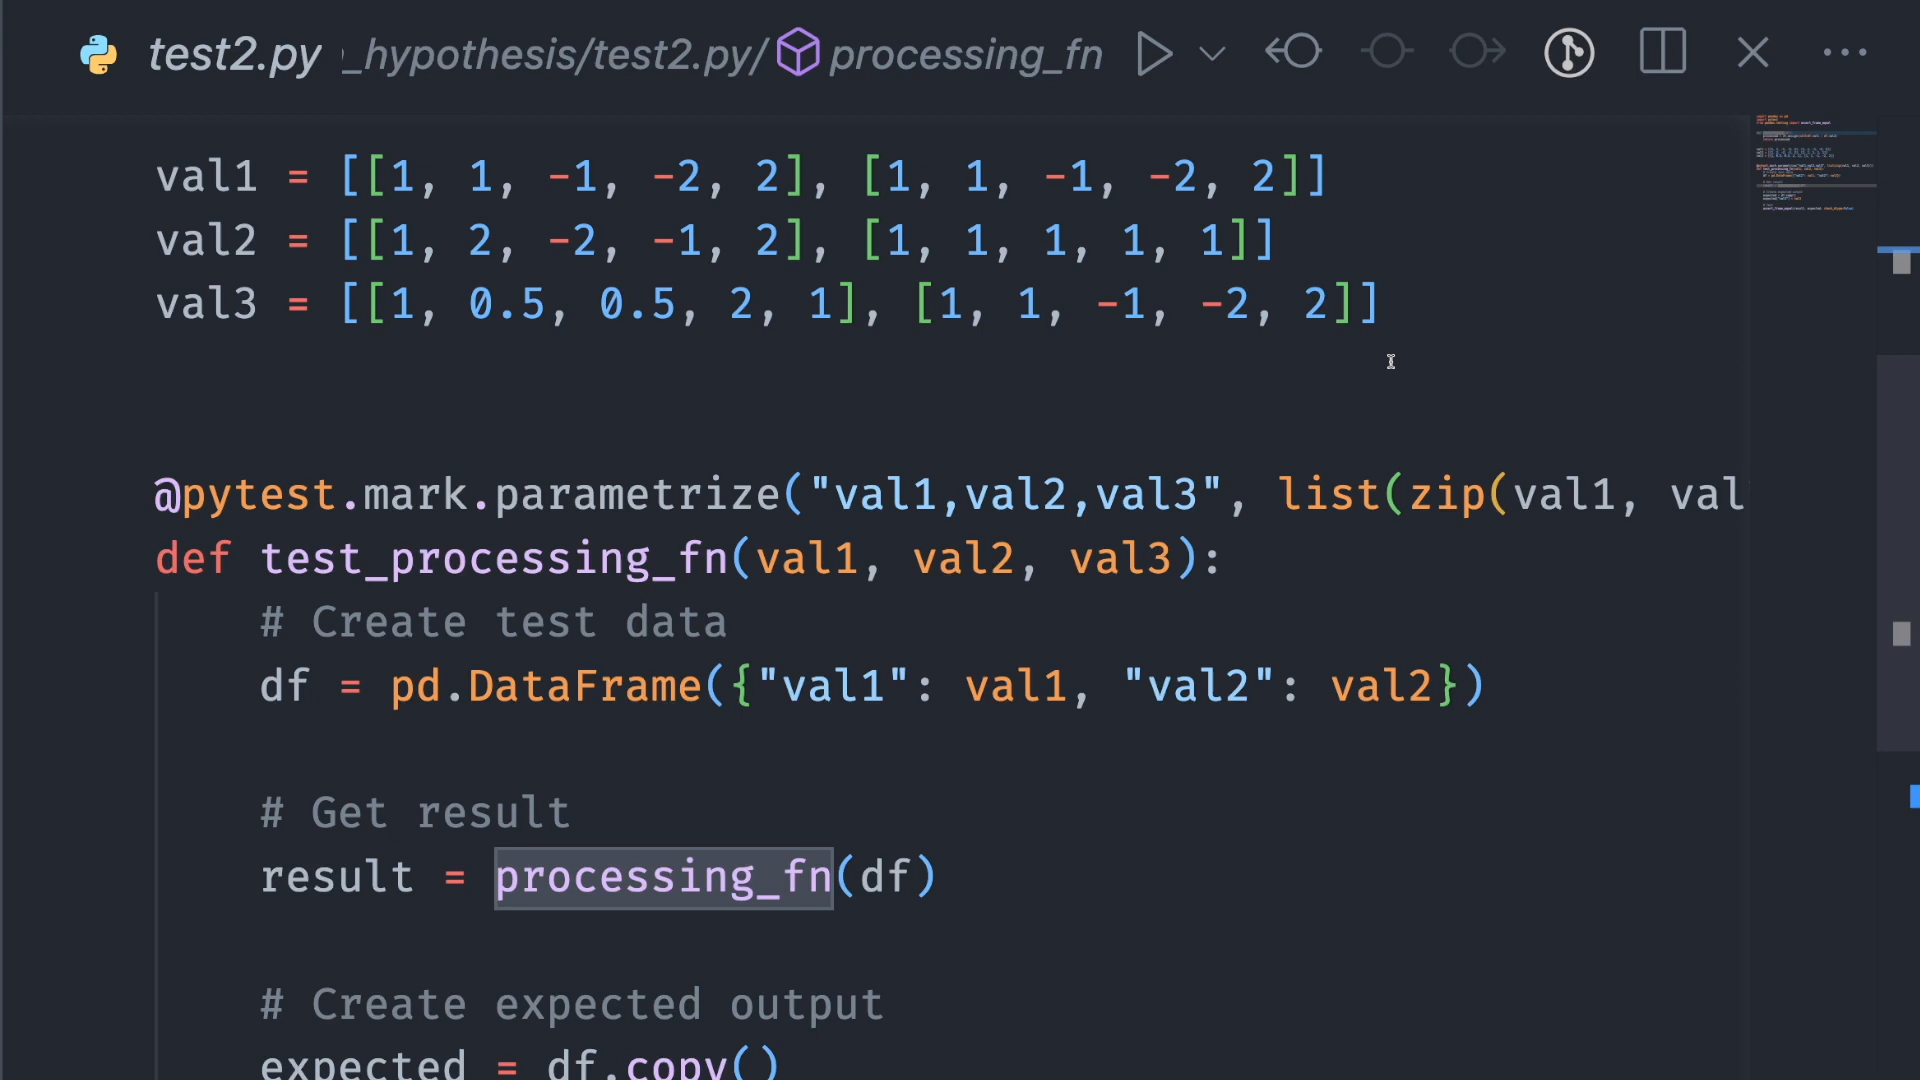 test2.py _hypothesis/test2.py/ processing_fn
val1 = [[1, 1, -1, -2, 2], [1, 1, -1, -2, 2]]
val2 = [[1, 2, -2, -1, 2], [1, 1, 1, 1, 1]]
val3 = [[1, 0.5, 0.5, 2, 1], [1, 1, -1, -2, 2]]
@pytest.mark.parametrize("val1,val2,val3", list(zip(val1, val
def test_processing_fn(val1, val2, val3):
# Create test data
df = pd.DataFrame({"val1": val1, "val2": val2})
# Get result
result = processing_fn(df)
# Create expected output
expected = df.copy()